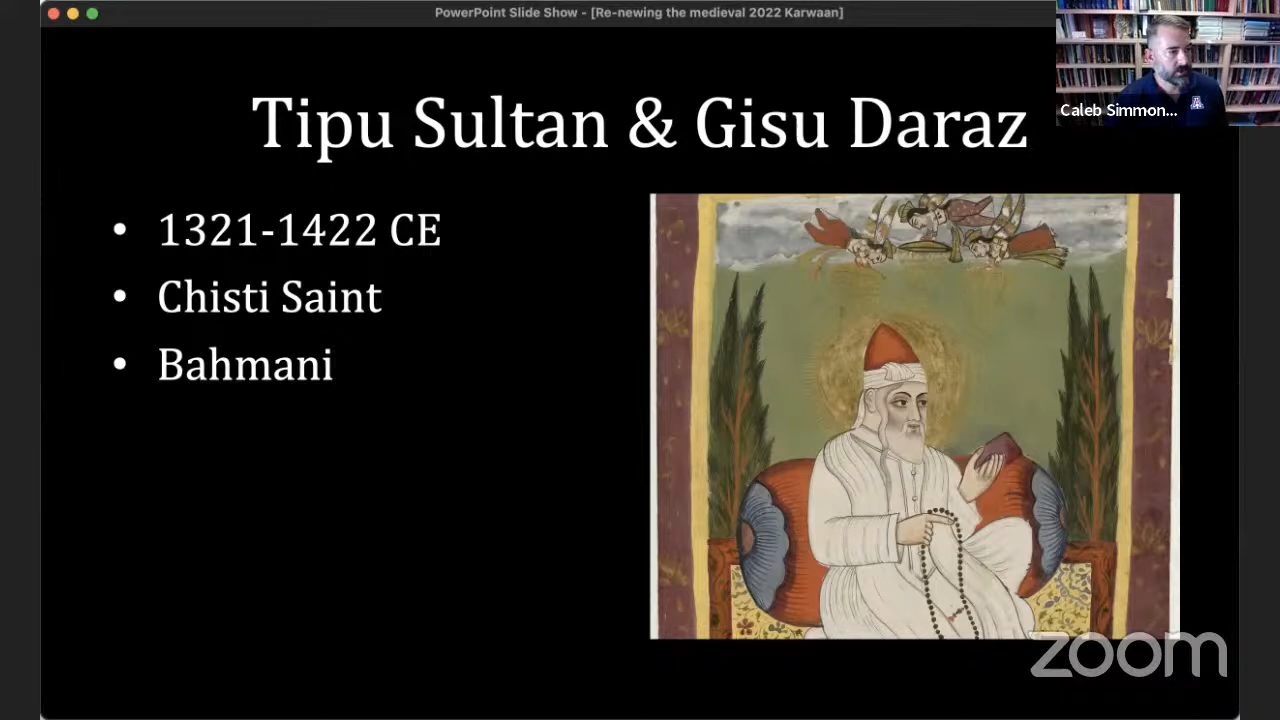 PowerPoint Slide Show - [Re-newing the medieval 2022 Karwaan]
Caleb Simmon...
Tipu Sultan & Gisu Daraz
• 1321-1422 CE
• Chisti Saint
• Bahmani
zoom